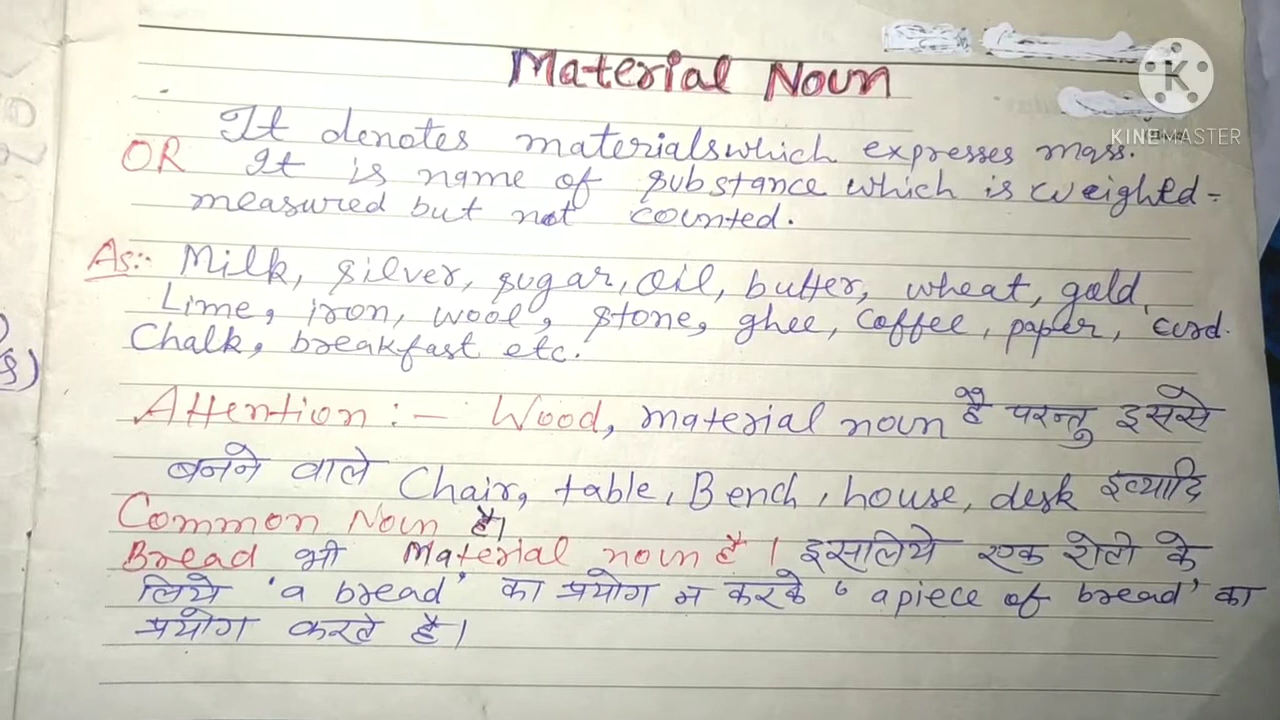 Material Noun
KINEMASTER
It denotes materials which expresses mass.
OR It is name of substance which is weighed-
measured but not counted.
As:- Milk, silver, sugar, oil, butter, wheat, gold,
Lime, iron, wool, stone, ghee, coffee, paper, curd.
Chalk, breakfast etc.
Attention :- Wood, material noun है परन्तु इससे
बनने वाले Chair, table, Bench, house, desk इत्यादि
Common Noun है।
Bread भी Material noun है। इसलिये एक रोटी के
लिये 'a bread' का प्रयोग न करके 'a piece of bread' का
प्रयोग करते है।